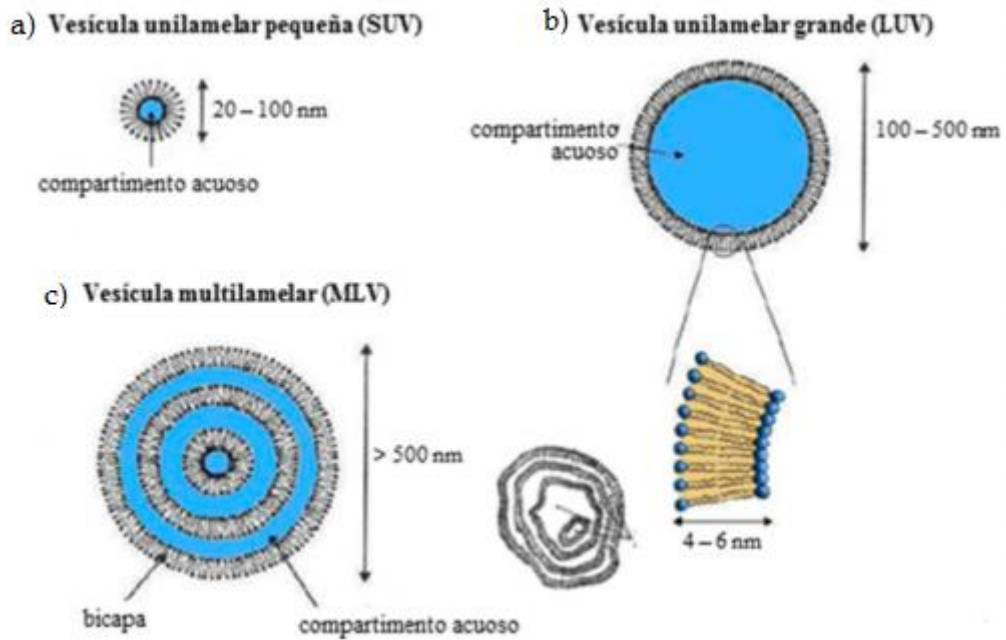 a) Vesícula unilamelar pequeña (SUV)
20 – 100 nm
compartimento acuoso
b) Vesícula unilamelar grande (LUV)
compartimento
acuoso
100 – 500 nm
4 – 6 nm
c) Vesícula multilamelar (MLV)
> 500 nm
bicapa
compartimento acuoso